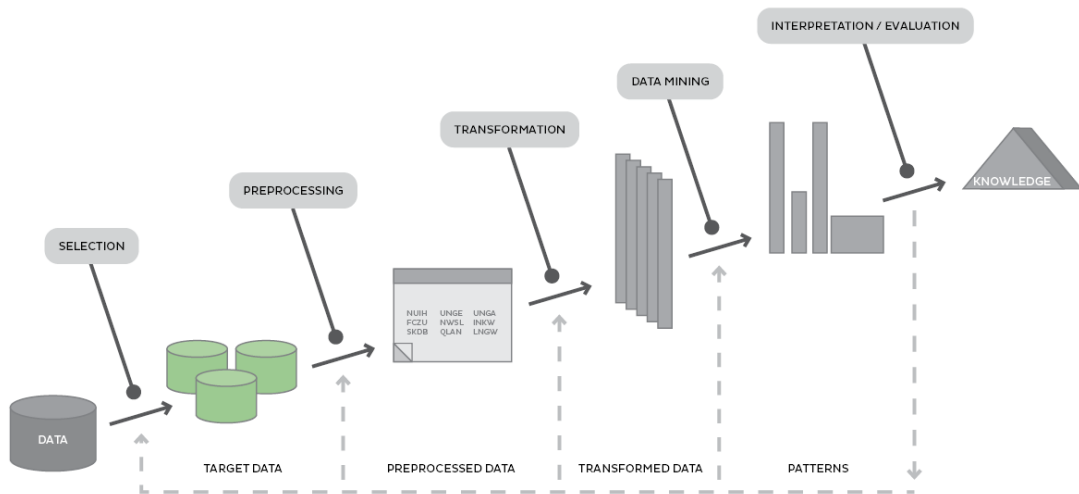 INTERPRETATION / EVALUATION
DATA MINING
TRANSFORMATION
PREPROCESSING
SELECTION
KNOWLEDGE
NUIH UNGE UNGA
FCZU NWSL INKW
SKDB QLAN LNGW
DATA
TARGET DATA
PREPROCESSED DATA
TRANSFORMED DATA
PATTERNS